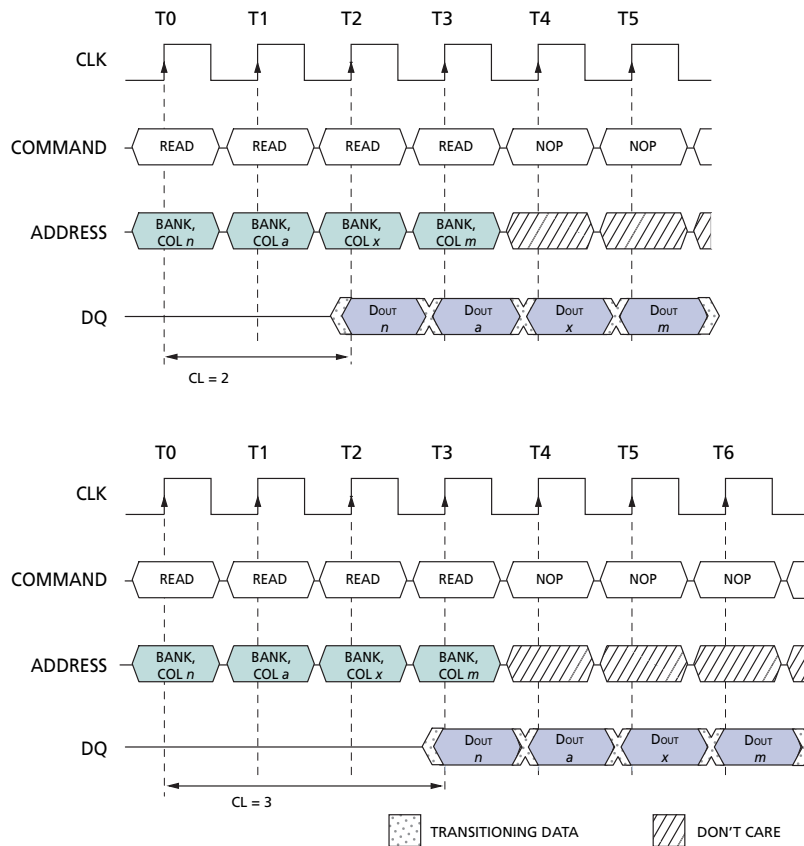 T0 T1 T2 T3 T4 T5
CLK
COMMAND READ READ READ READ NOP NOP
ADDRESS BANK, COL n BANK, COL a BANK, COL x BANK, COL m
DQ DOUT n DOUT a DOUT x DOUT m
CL = 2
T0 T1 T2 T3 T4 T5 T6
CLK
COMMAND READ READ READ READ NOP NOP NOP
ADDRESS BANK, COL n BANK, COL a BANK, COL x BANK, COL m
DQ DOUT n DOUT a DOUT x DOUT m
CL = 3
TRANSITIONING DATA DON'T CARE